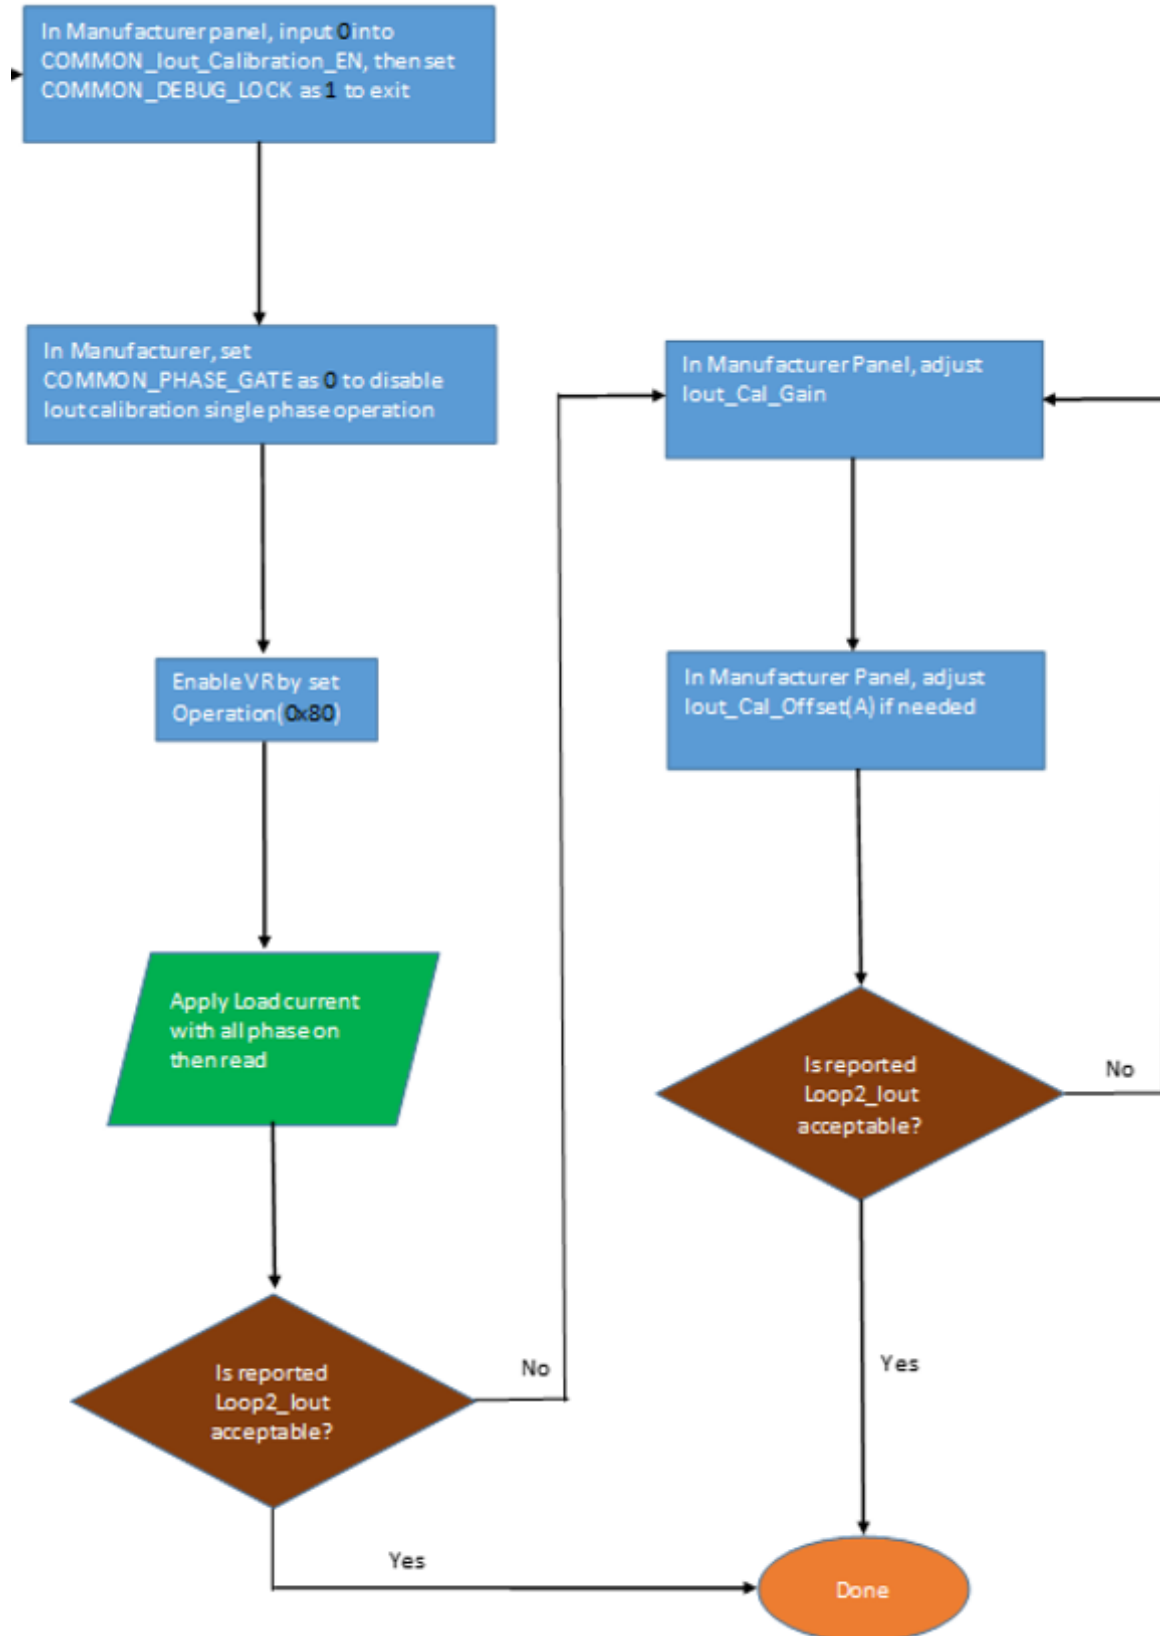 In Manufacturer panel, input 0 into
COMMON_Iout_Calibration_EN, then set
COMMON_DEBUG_LOCK as 1 to exit
In Manufacturer, set
COMMON_PHASE_GATE as 0 to disable
Iout calibration single phase operation
Enable VR by set
Operation(0x80)
Apply Load current
with all phase on
then read
Is reported
Loop2_Iout
acceptable?
No
Yes
In Manufacturer Panel, adjust
Iout_Cal_Gain
In Manufacturer Panel, adjust
Iout_Cal_Offset(A) if needed
Is reported
Loop2_Iout
acceptable?
No
Yes
Done